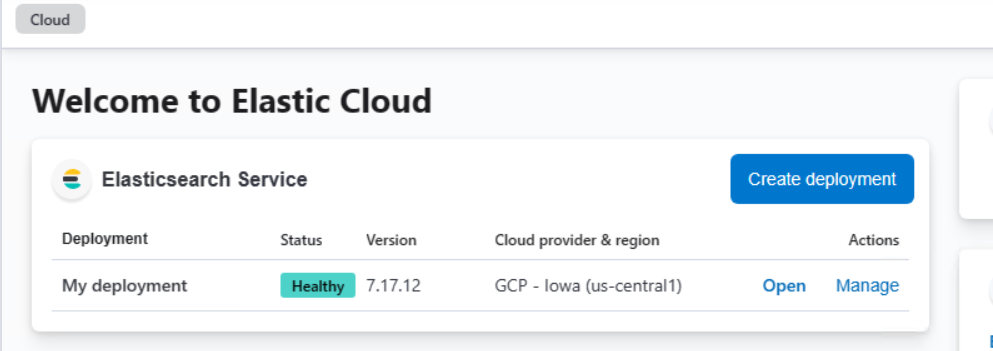 Cloud
Welcome to Elastic Cloud
Elasticsearch Service
Create deployment
Deployment Status Version Cloud provider & region Actions
My deployment Healthy 7.17.12 GCP - Iowa (us-central1) Open Manage